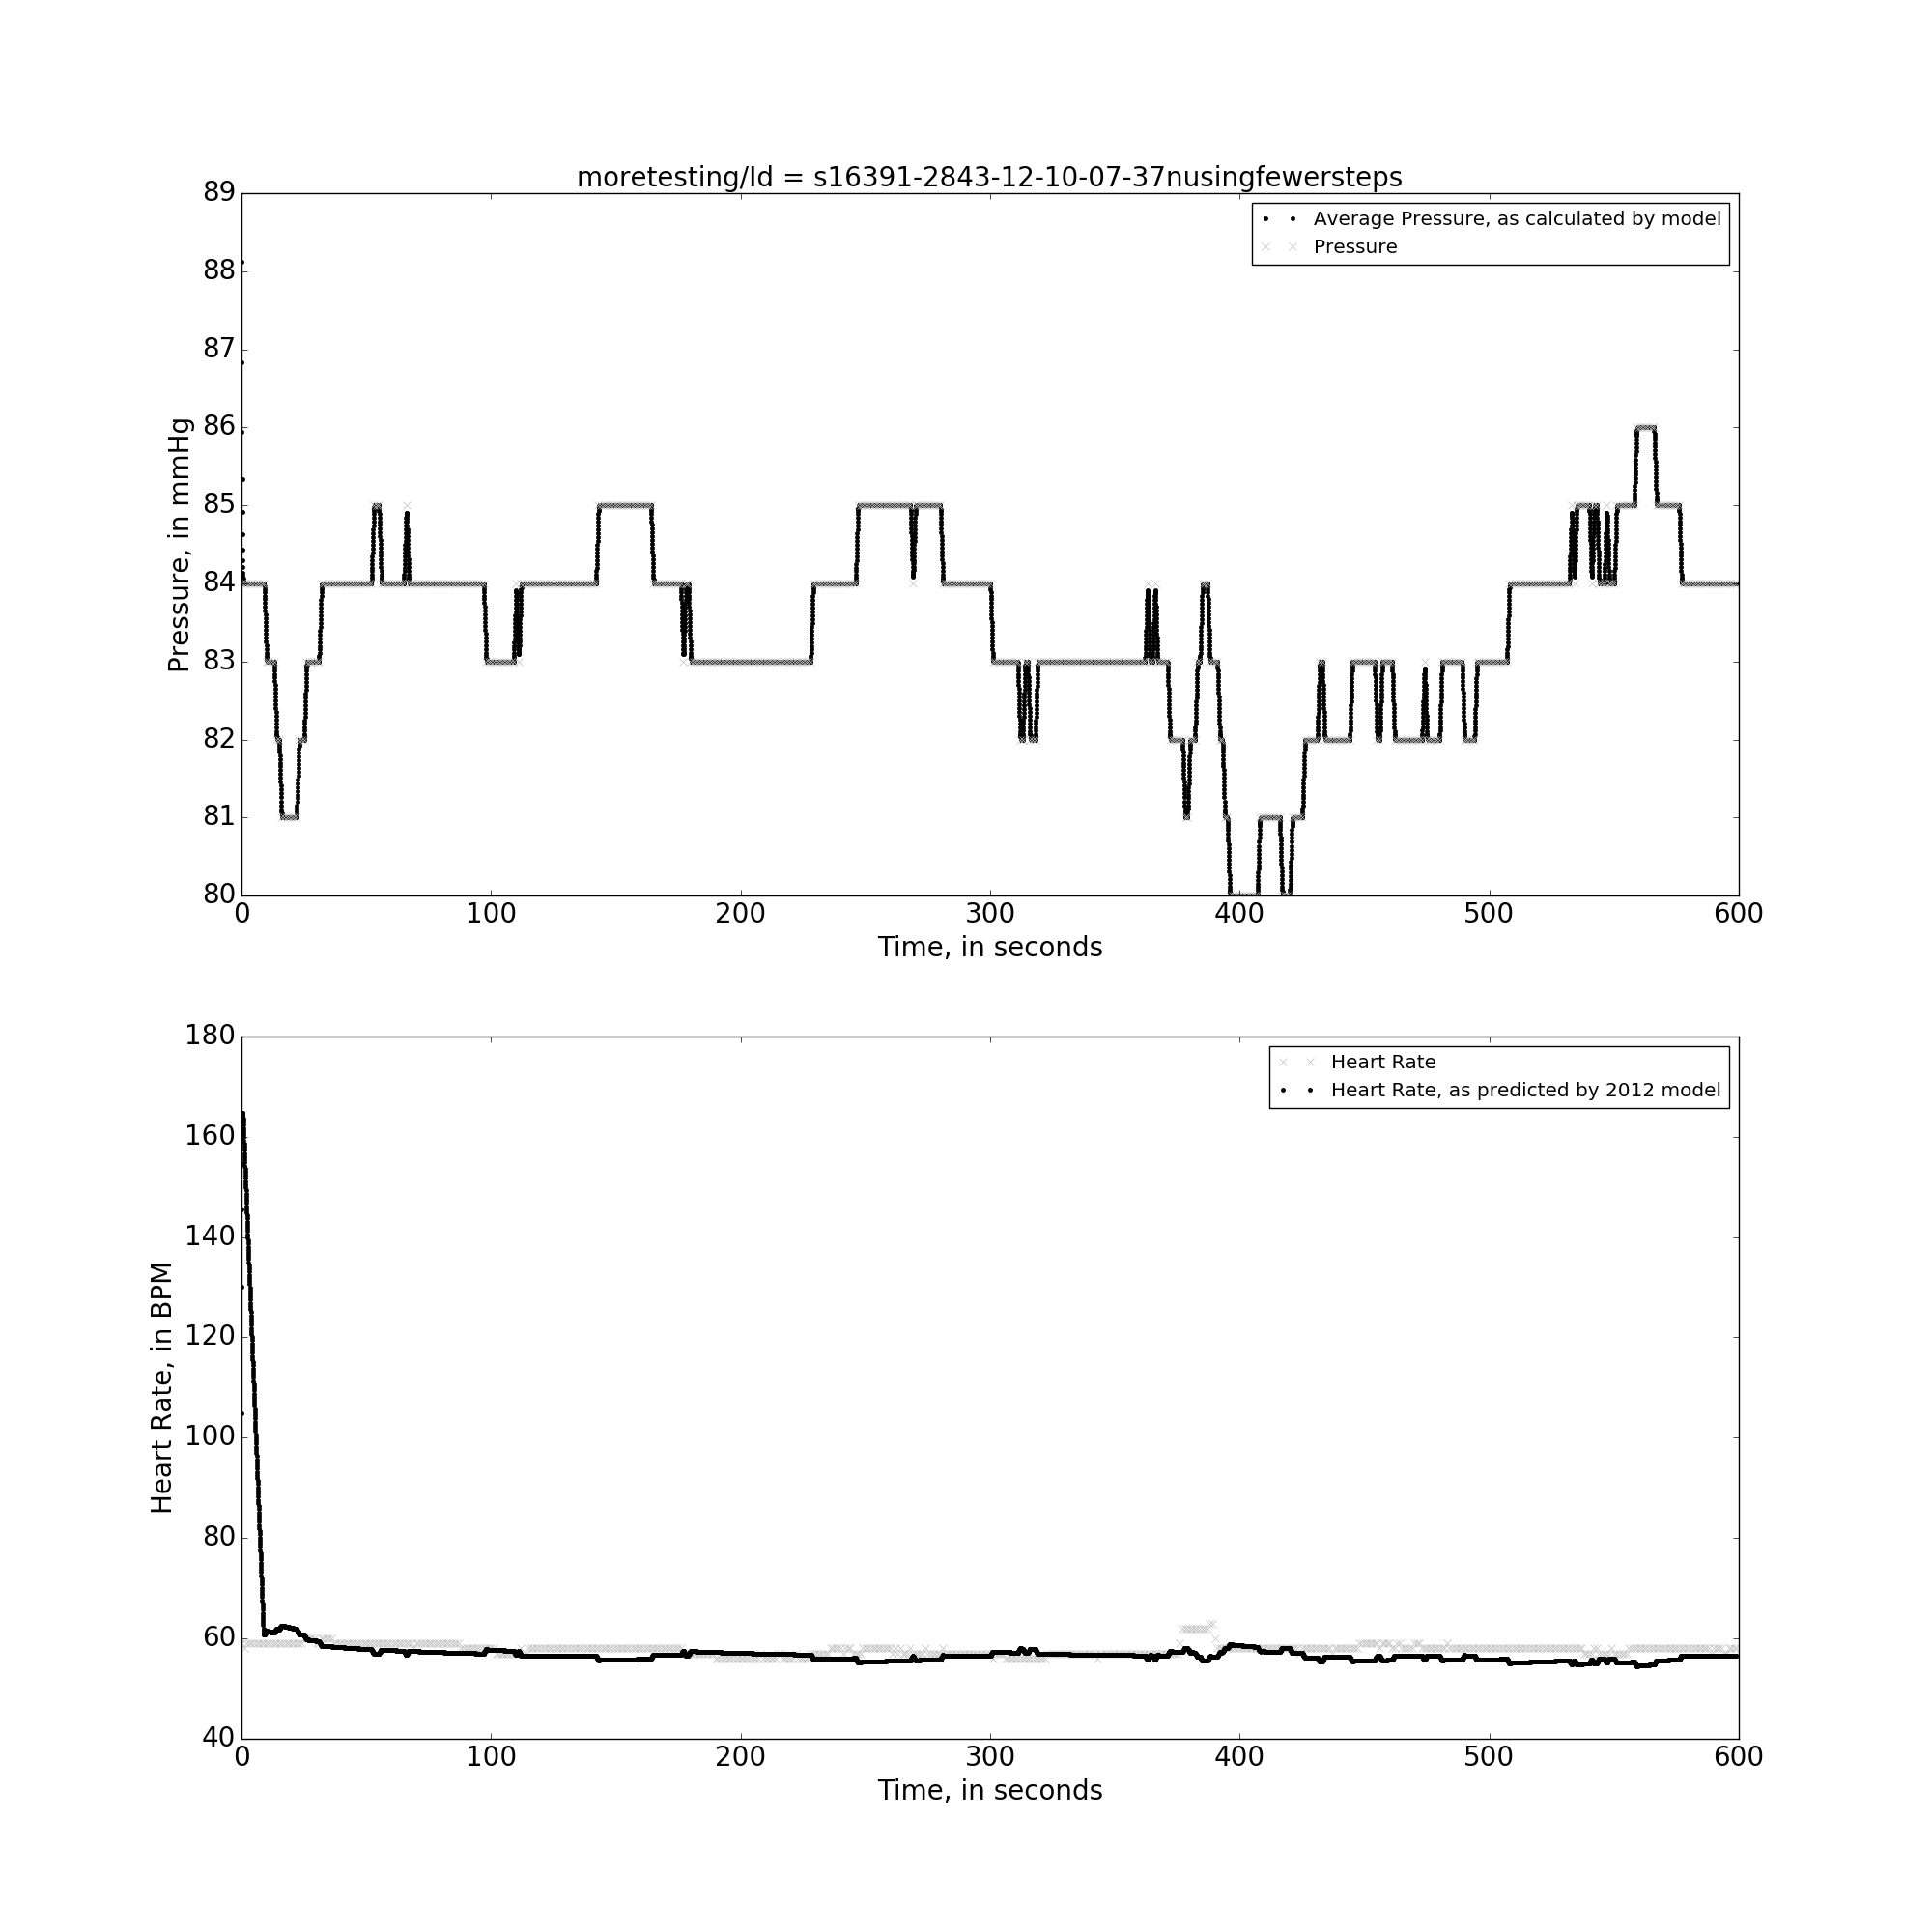 moretesting/Id = s16391-2843-12-10-07-37nusingfewersteps
89
88
87
86
85
84
83
82
81
80
Pressure, in mmHg
Average Pressure, as calculated by model
Pressure
0 100 200 300 400 500 600
Time, in seconds
180
160
140
120
100
80
60
40
Heart Rate, in BPM
Heart Rate
Heart Rate, as predicted by 2012 model
0 100 200 300 400 500 600
Time, in seconds